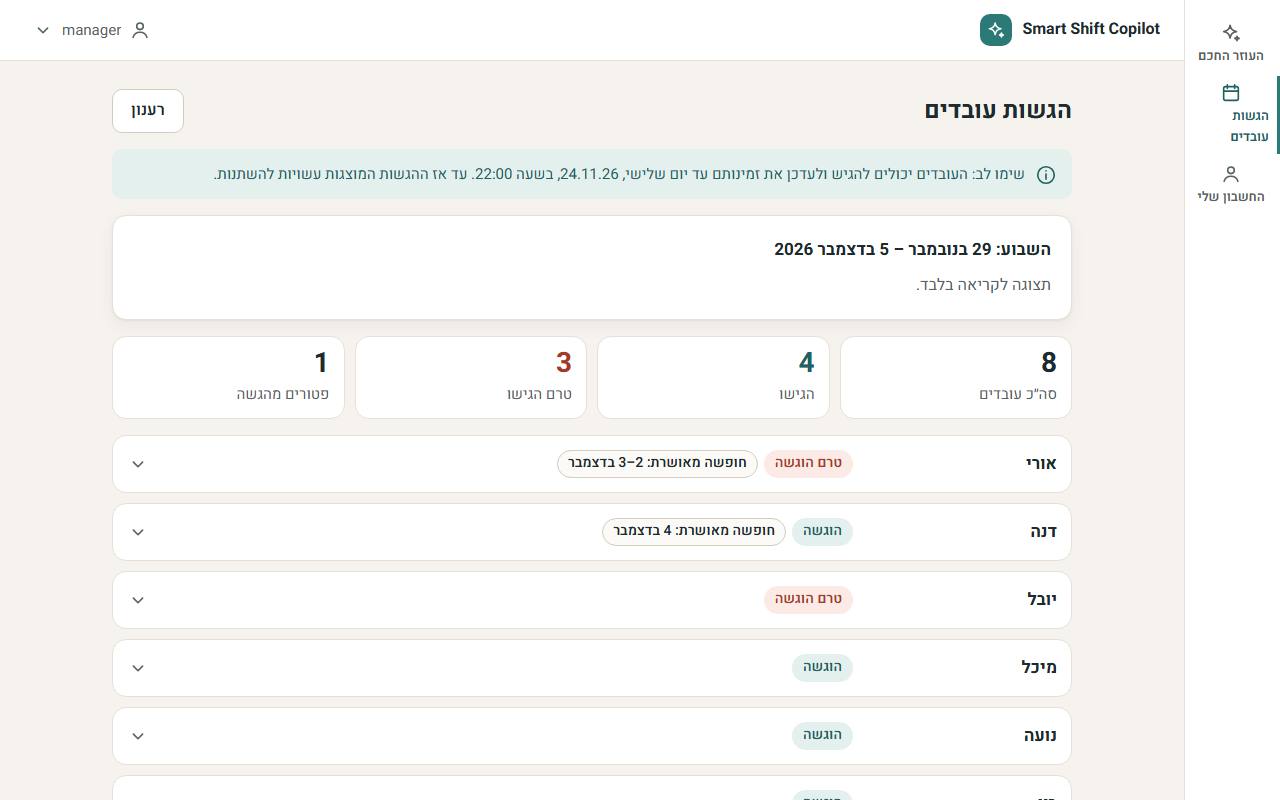 העוזר החכם
הגשות
עובדים
החשבון שלי
Smart Shift Copilot
manager
הגשות עובדים
רענון
שימו לב: העובדים יכולים להגיש ולעדכן את זמינותם עד יום שלישי, 24.11.26, בשעה 22:00. עד אז ההגשות המוצגות עשויות להשתנות.
השבוע: 29 בנובמבר – 5 בדצמבר 2026
תצוגה לקריאה בלבד.
8
סה״כ עובדים
4
הגישו
3
טרם הגישו
1
פטורים מהגשה
אורי
טרם הוגשה
חופשה מאושרת: 2–3 בדצמבר
דנה
הוגשה
חופשה מאושרת: 4 בדצמבר
יובל
טרם הוגשה
מיכל
הוגשה
נועה
הוגשה